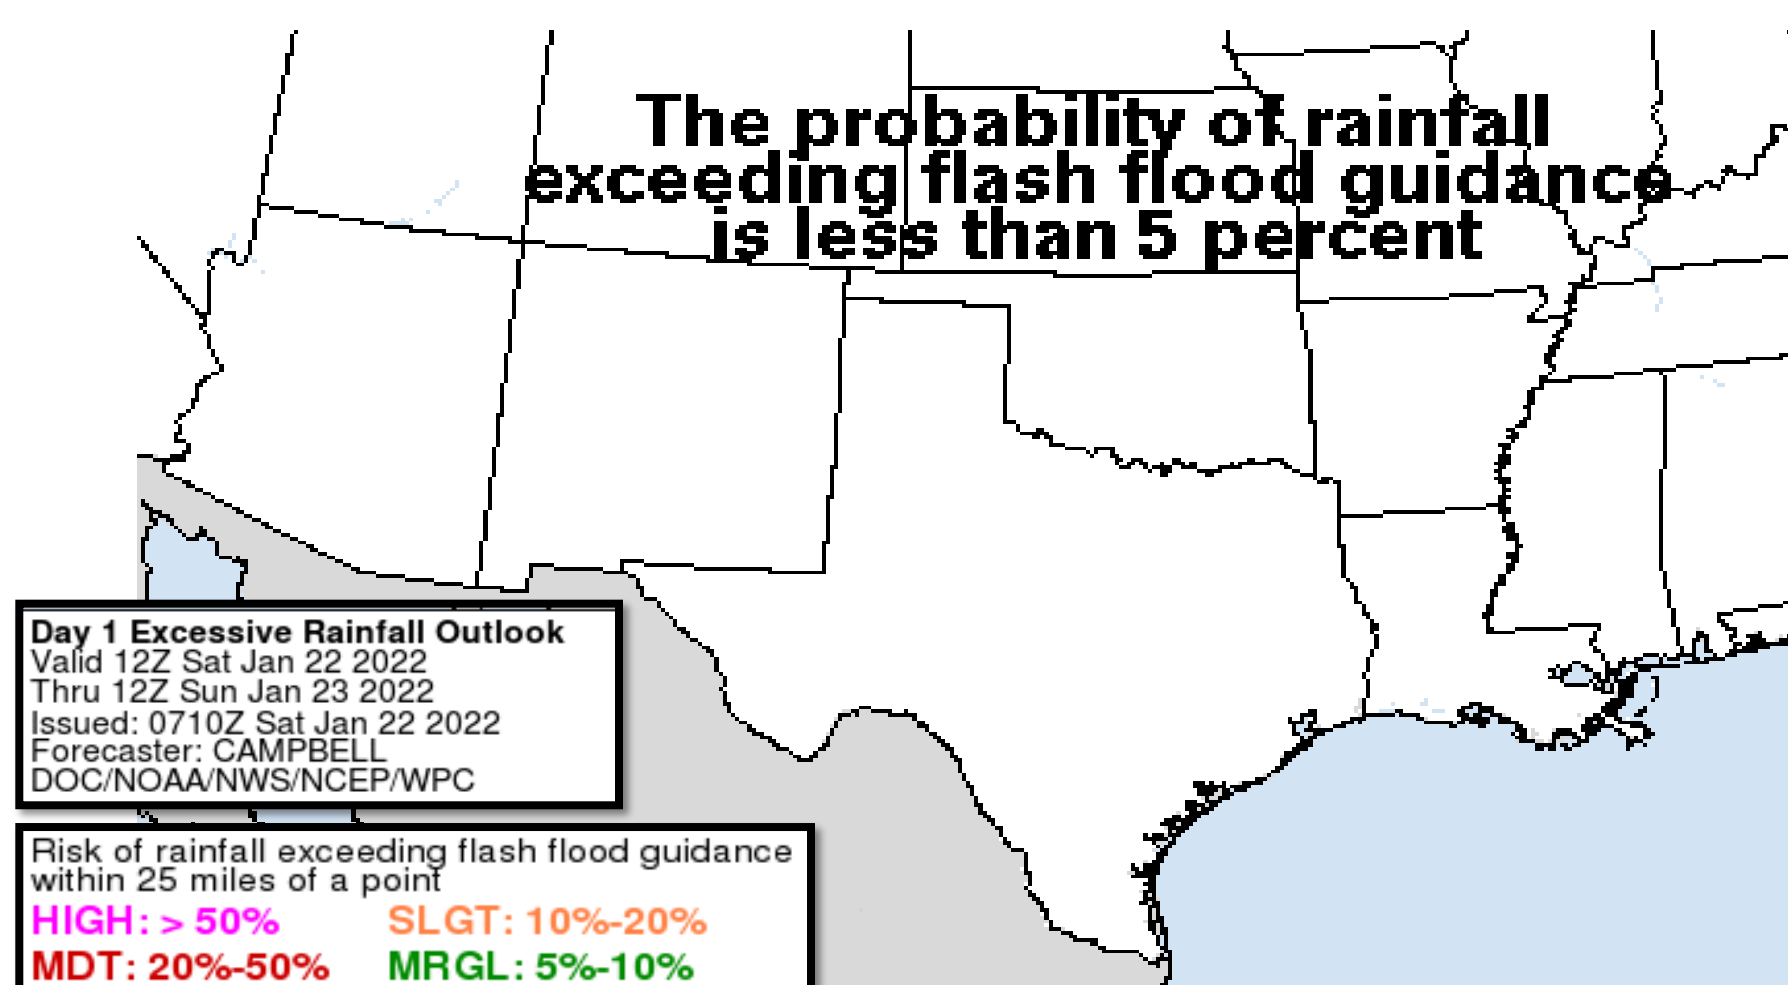 The probability of rainfall
exceeding flash flood guidance
is less than 5 percent
Day 1 Excessive Rainfall Outlook
Valid 12Z Sat Jan 22 2022
Thru 12Z Sun Jan 23 2022
Issued: 0710Z Sat Jan 22 2022
Forecaster: CAMPBELL
DOC/NOAA/NWS/NCEP/WPC
Risk of rainfall exceeding flash flood guidance
within 25 miles of a point
HIGH: > 50% SLGT: 10%-20%
MDT: 20%-50% MRGL: 5%-10%